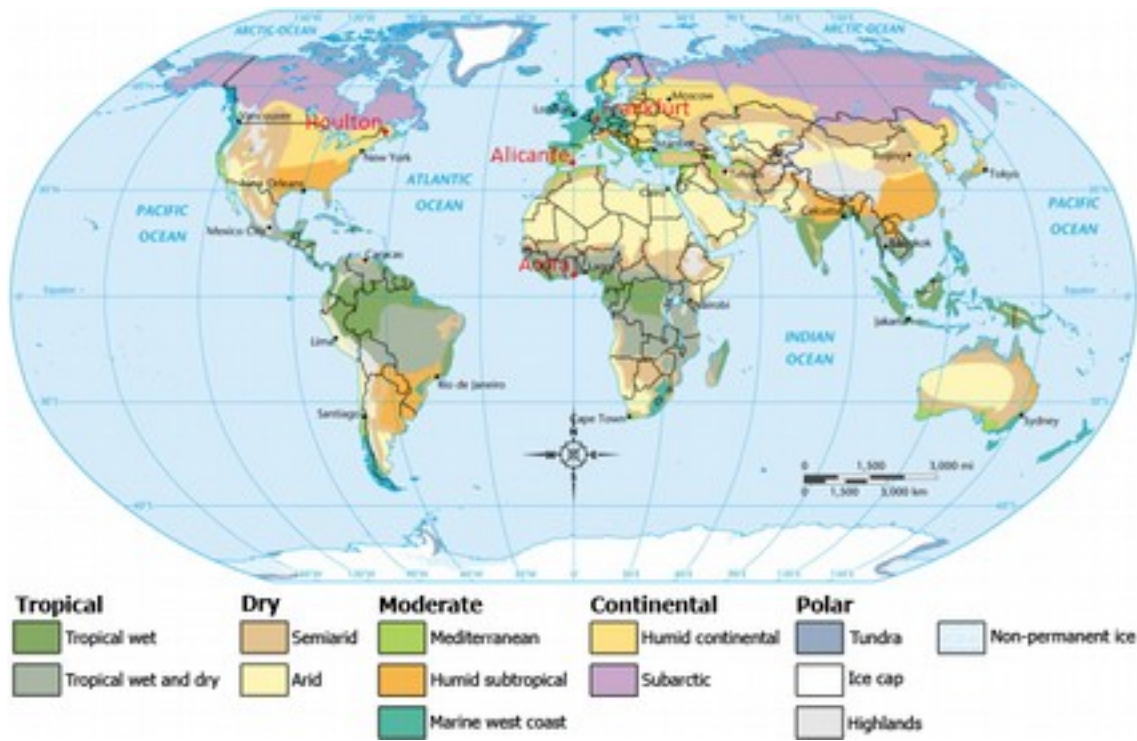 ARCTIC OCEAN
ARCTIC OCEAN
Moscow
Frankfurt
Vancouver
Houlton
New York
Alicante
Beijing
Tokyo
New Orleans
ATLANTIC
OCEAN
PACIFIC
OCEAN
PACIFIC
OCEAN
Mexico City
Calcutta
Bangkok
Caracas
Accra
Equator
Equator
Nairobi
Jakarta
INDIAN
OCEAN
Lima
Rio de Janeiro
Santiago
Cape Town
Sydney
N
0 1,500 3,000 mi
0 1,500 3,000 km
Tropical
Tropical wet
Tropical wet and dry
Dry
Semiarid
Arid
Moderate
Mediterranean
Humid subtropical
Marine west coast
Continental
Humid continental
Subarctic
Polar
Tundra
Ice cap
Highlands
Non-permanent ice